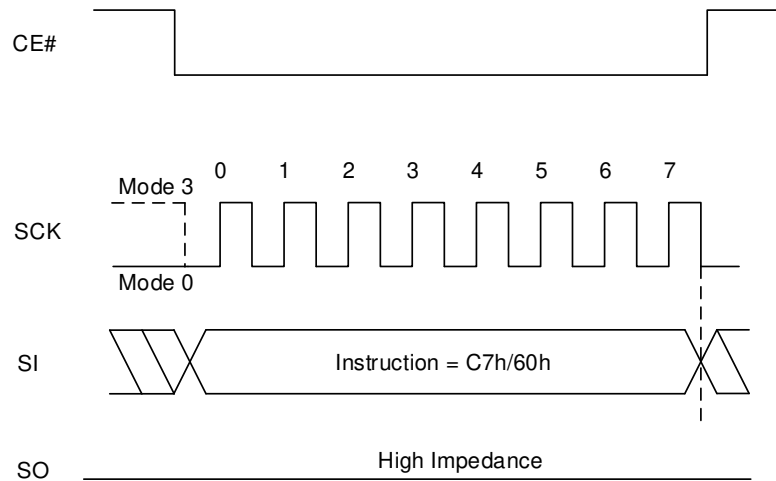 CE#
0 1 2 3 4 5 6 7
Mode 3
SCK
Mode 0
SI
Instruction = C7h/60h
High Impedance
SO